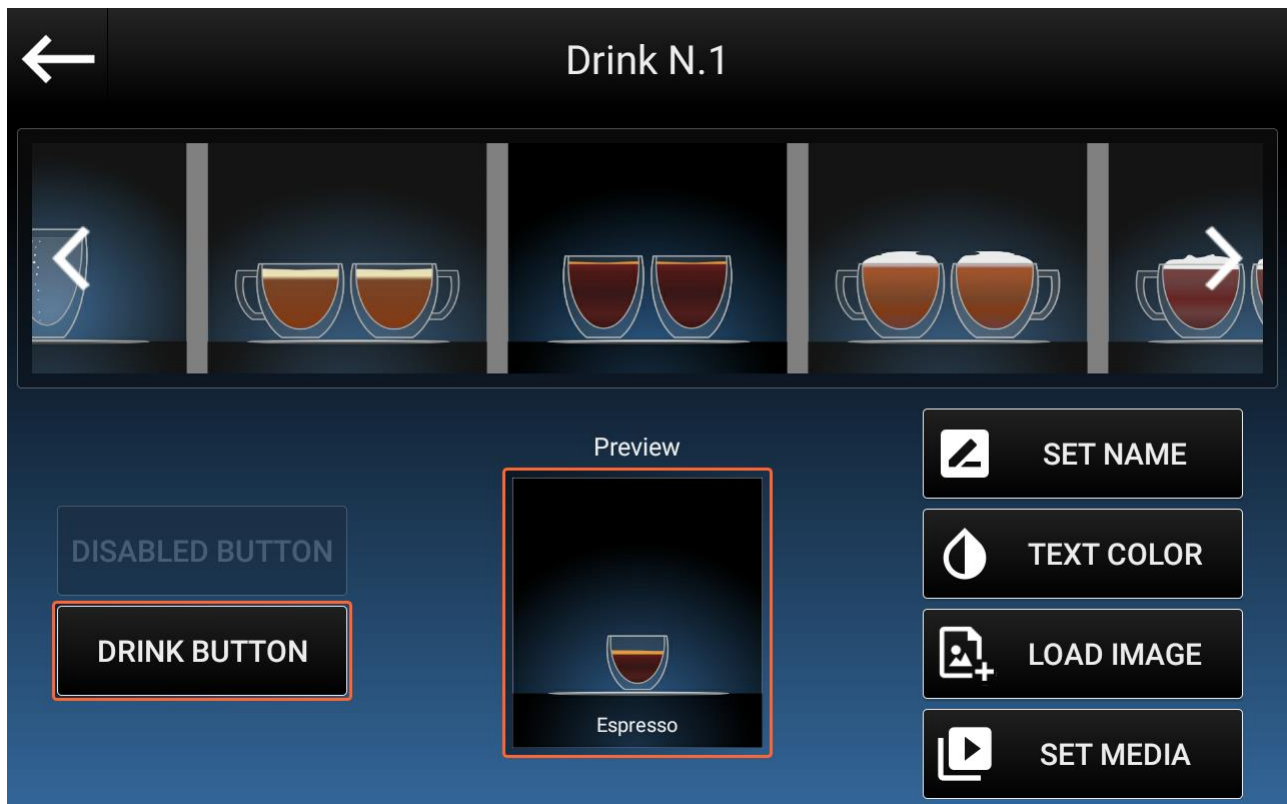 Drink N.1
Preview
Espresso
DISABLED BUTTON
DRINK BUTTON
SET NAME
TEXT COLOR
LOAD IMAGE
SET MEDIA